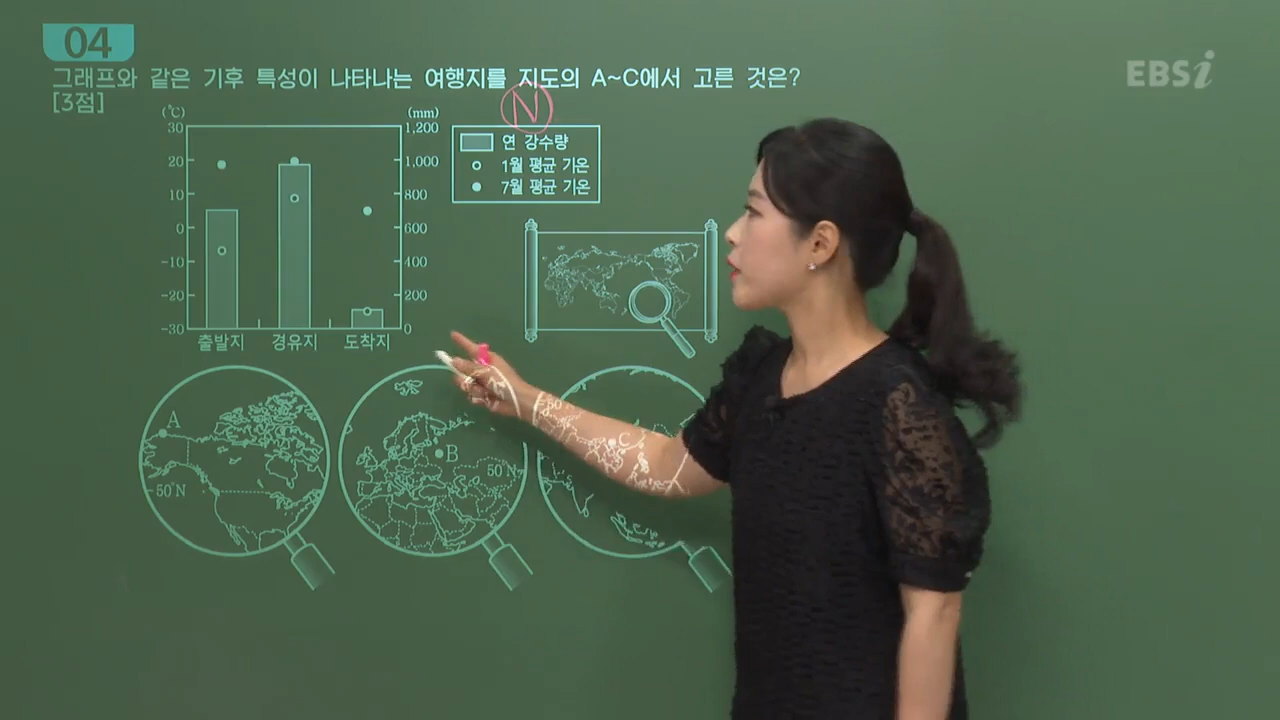 04
EBSi
그래프와 같은 기후 특성이 나타나는 여행지를 지도의 A~C에서 고른 것은?
[3점]
N
(℃)
(mm)
30
1,200
20
1,000
10
800
0
600
-10
400
-20
200
-30
0
출발지 경유지 도착지
연 강수량
1월 평균 기온
7월 평균 기온
A
50°N
B
50°N
50°
C